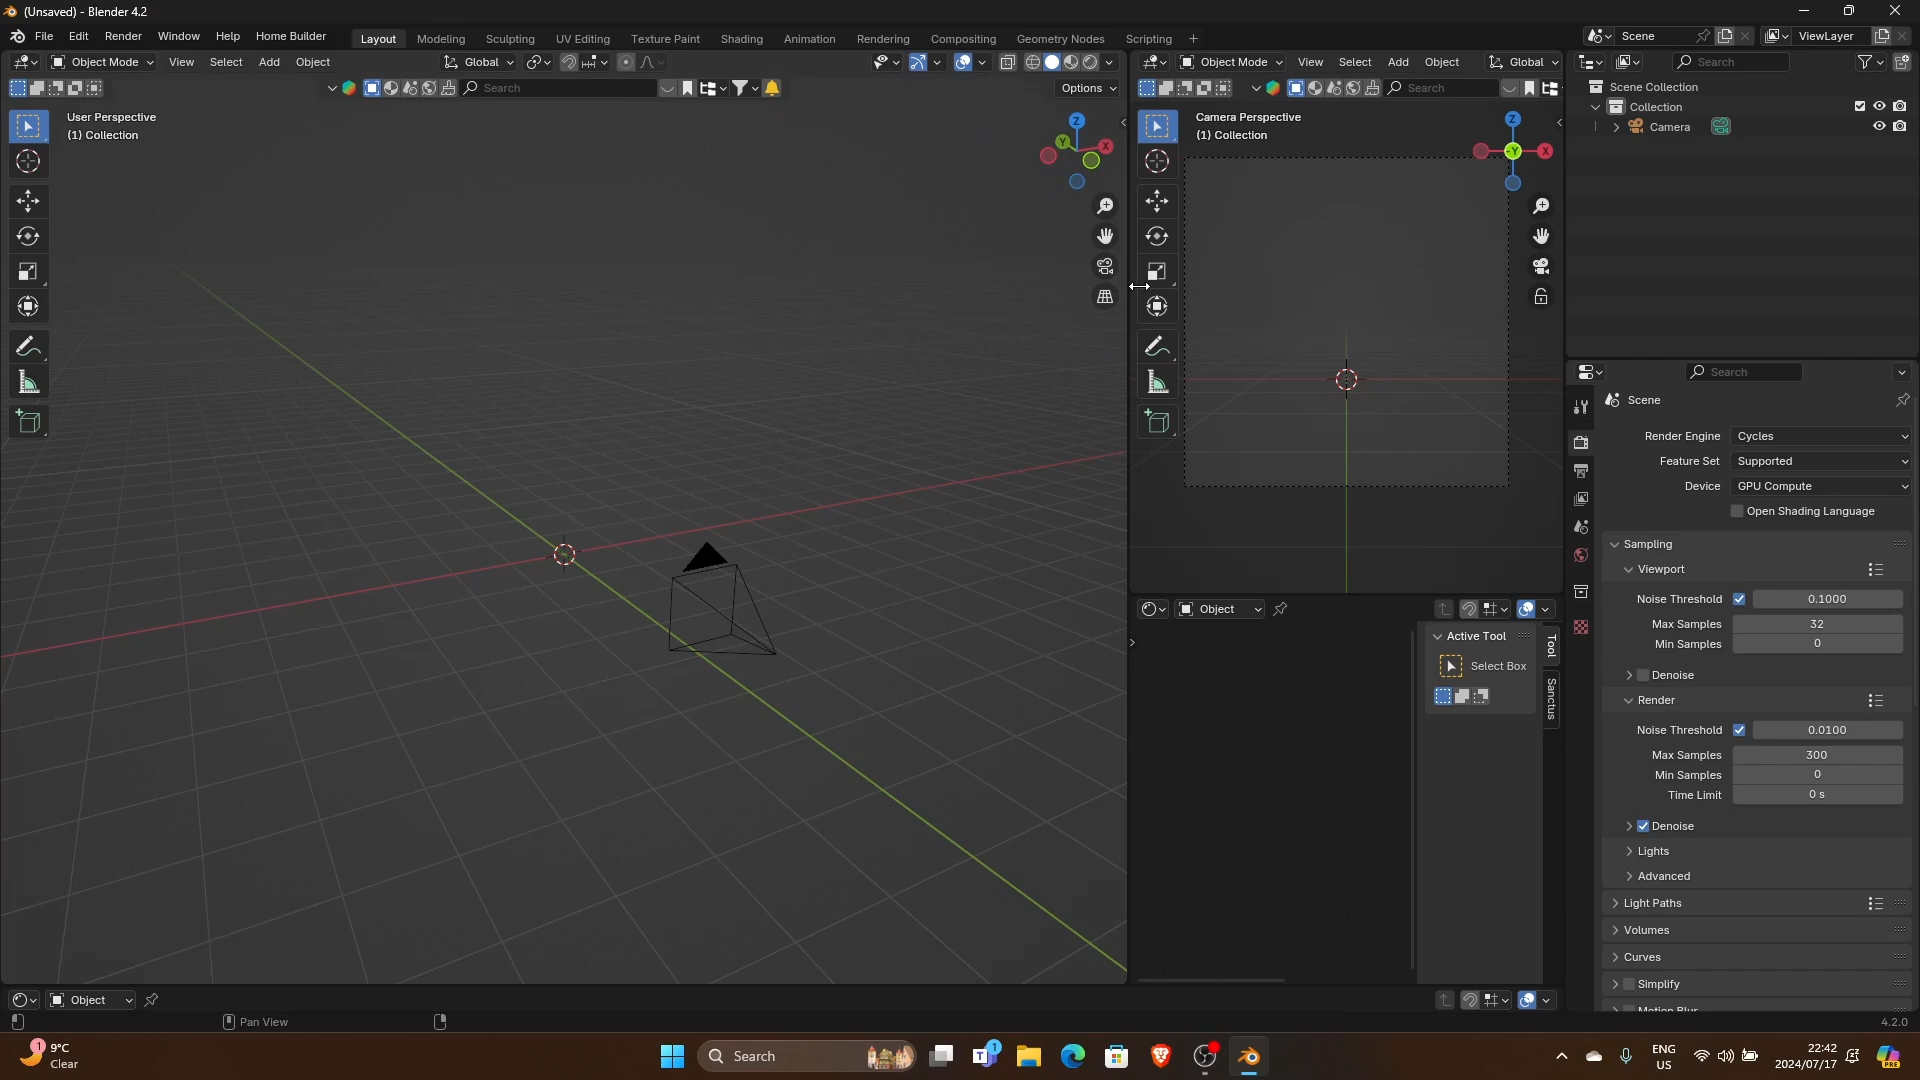 (Unsaved) - Blender 4.2
File Edit Render Window Help Home Builder Layout Modeling Sculpting UV Editing Texture Paint Shading Animation Rendering Compositing Geometry Nodes Scripting + Scene ViewLayer
Object Mode View Select Add Object Global
Search Options
User Perspective
(1) Collection
Z
Y
X
Object Mode View Select Add Object Global
Search
Camera Perspective
(1) Collection
Z
-Y
X
Object
Active Tool
Select Box
Tool
Sanctus
Search
Scene Collection
Collection
Camera
Search
Scene
Render Engine Cycles
Feature Set Supported
Device GPU Compute
Open Shading Language
Sampling
Viewport
Noise Threshold 0.1000
Max Samples 32
Min Samples 0
Denoise
Render
Noise Threshold 0.0100
Max Samples 300
Min Samples 0
Time Limit 0 s
Denoise
Lights
Advanced
Light Paths
Volumes
Curves
Simplify
Motion Blur
Object
Pan View
4.2.0
1
9°C
Clear
Search
1
ENG
US
22:42
2024/07/17
PRE